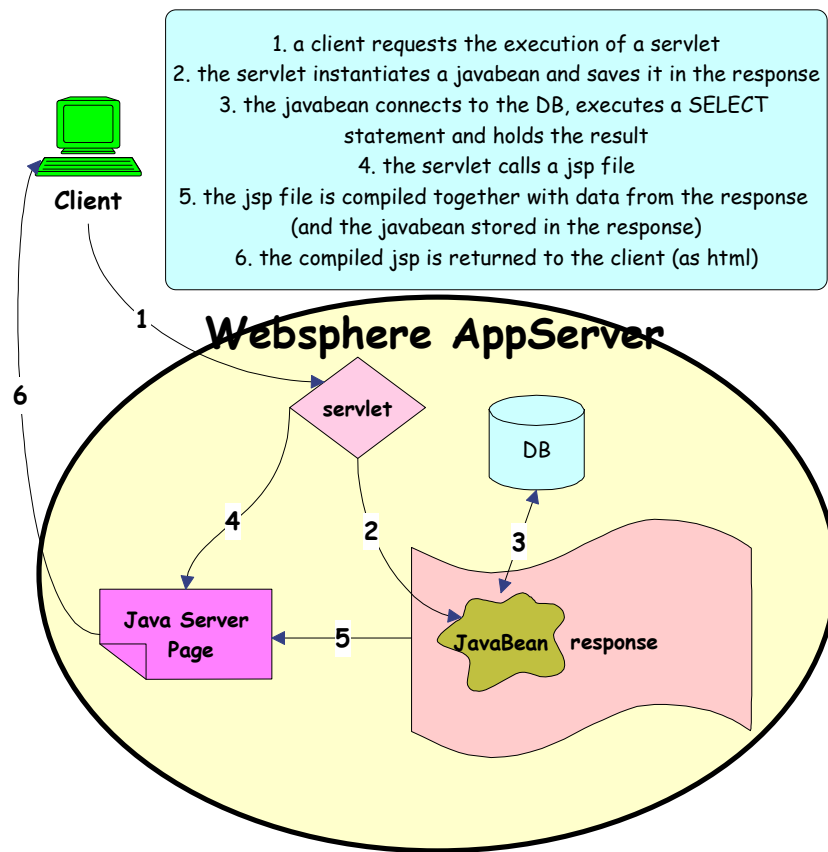 1. a client requests the execution of a servlet
2. the servlet instantiates a javabean and saves it in the response
3. the javabean connects to the DB, executes a SELECT
statement and holds the result
4. the servlet calls a jsp file
5. the jsp file is compiled together with data from the response
(and the javabean stored in the response)
6. the compiled jsp is returned to the client (as html)
Client
1
Websphere AppServer
6
servlet
DB
4
2
3
Java Server
Page
5
JavaBean
response